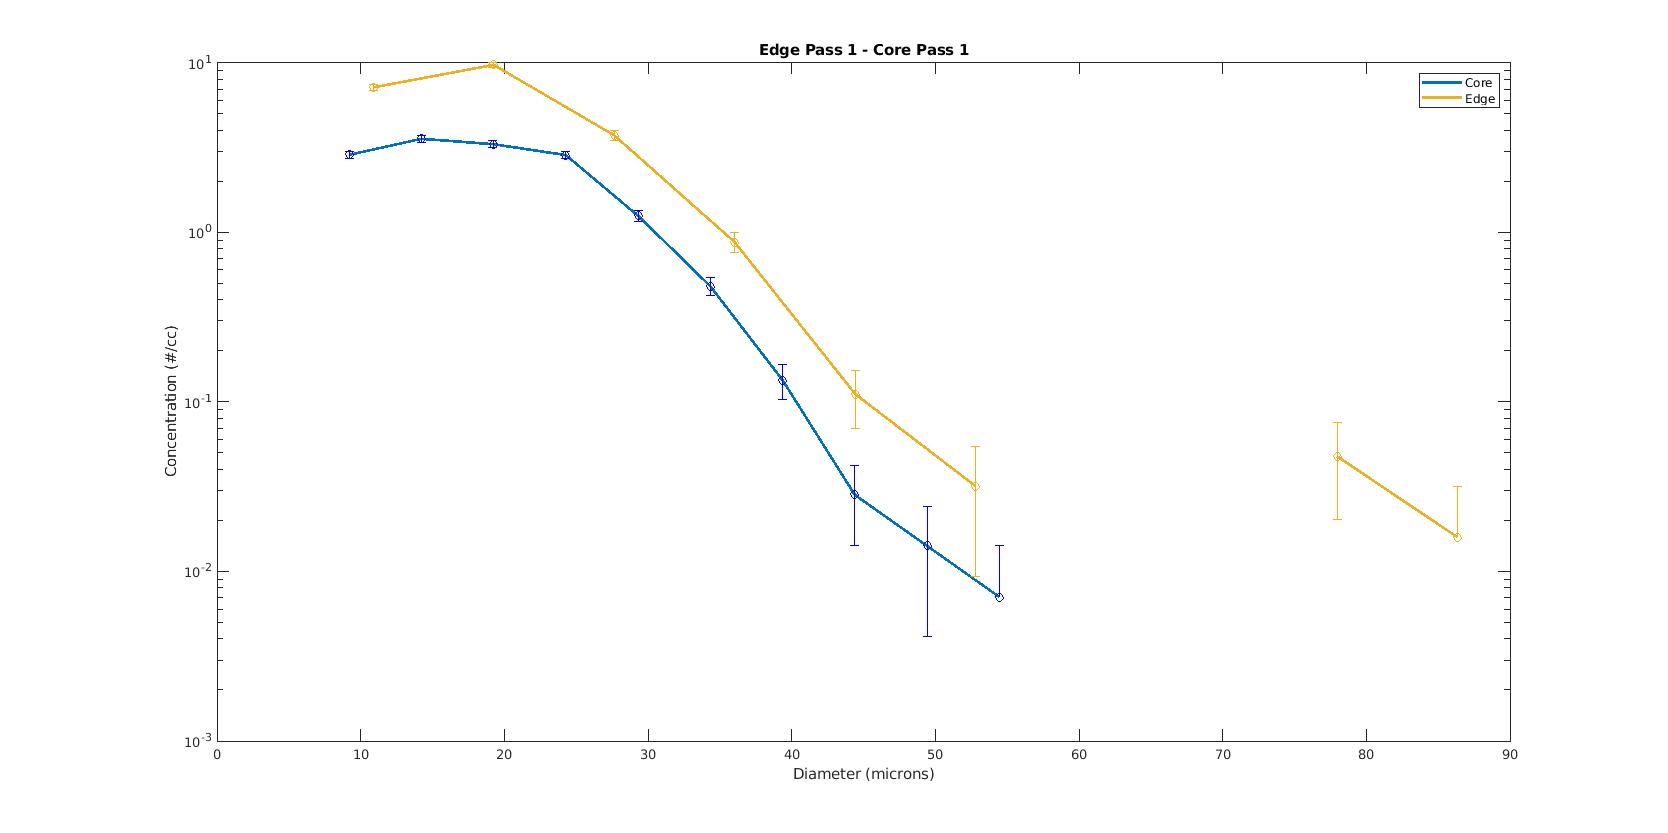 Edge Pass 1 - Core Pass 1
Core
Edge
10^1
10^0
10^-1
10^-2
10^-3
Concentration (#/cc)
0 10 20 30 40 50 60 70 80 90
Diameter (microns)